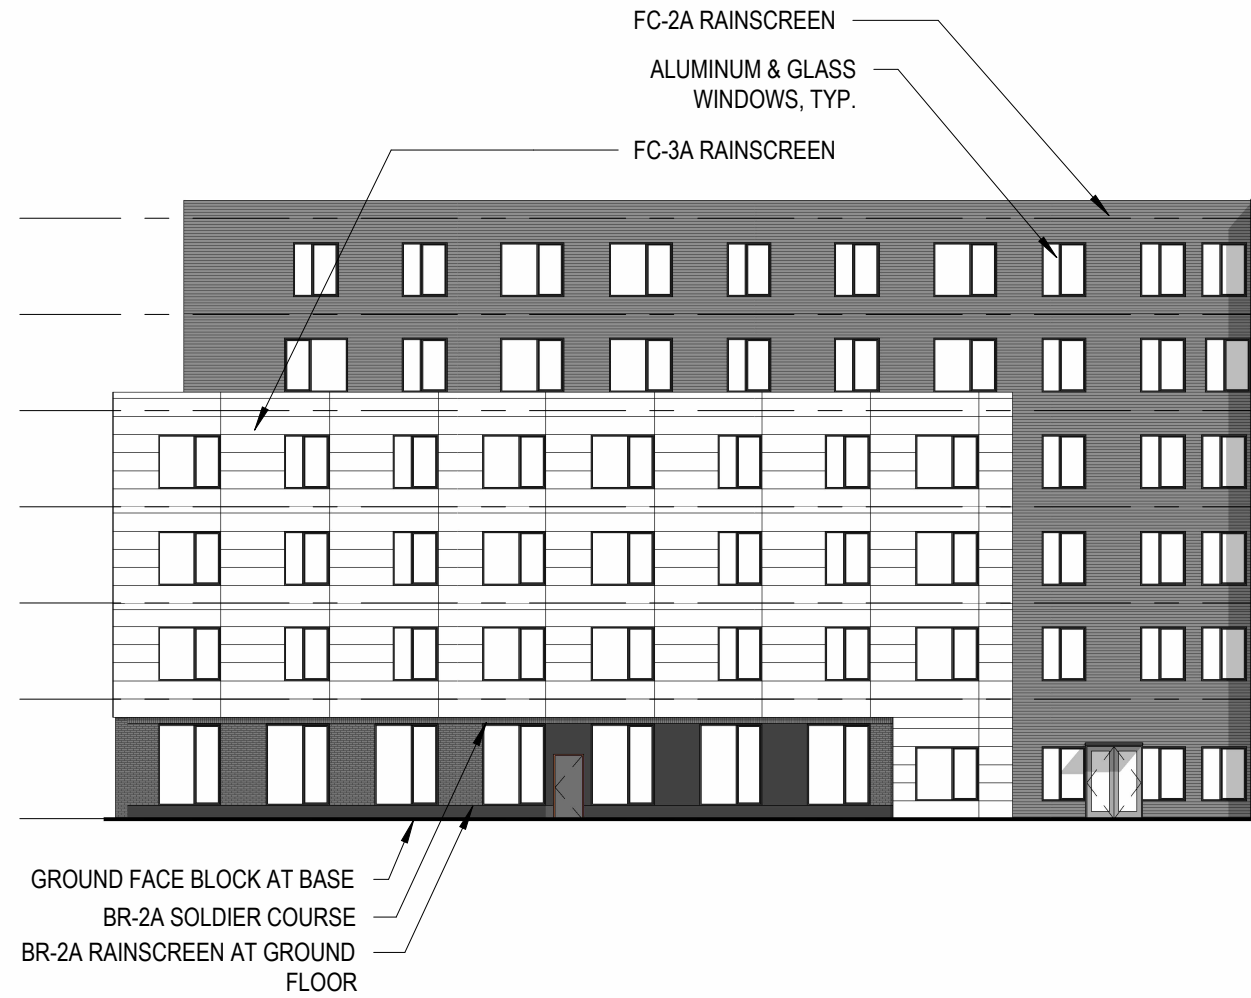 FC-2A RAINSCREEN
ALUMINUM & GLASS
WINDOWS, TYP.
FC-3A RAINSCREEN
GROUND FACE BLOCK AT BASE
BR-2A SOLDIER COURSE
BR-2A RAINSCREEN AT GROUND
FLOOR